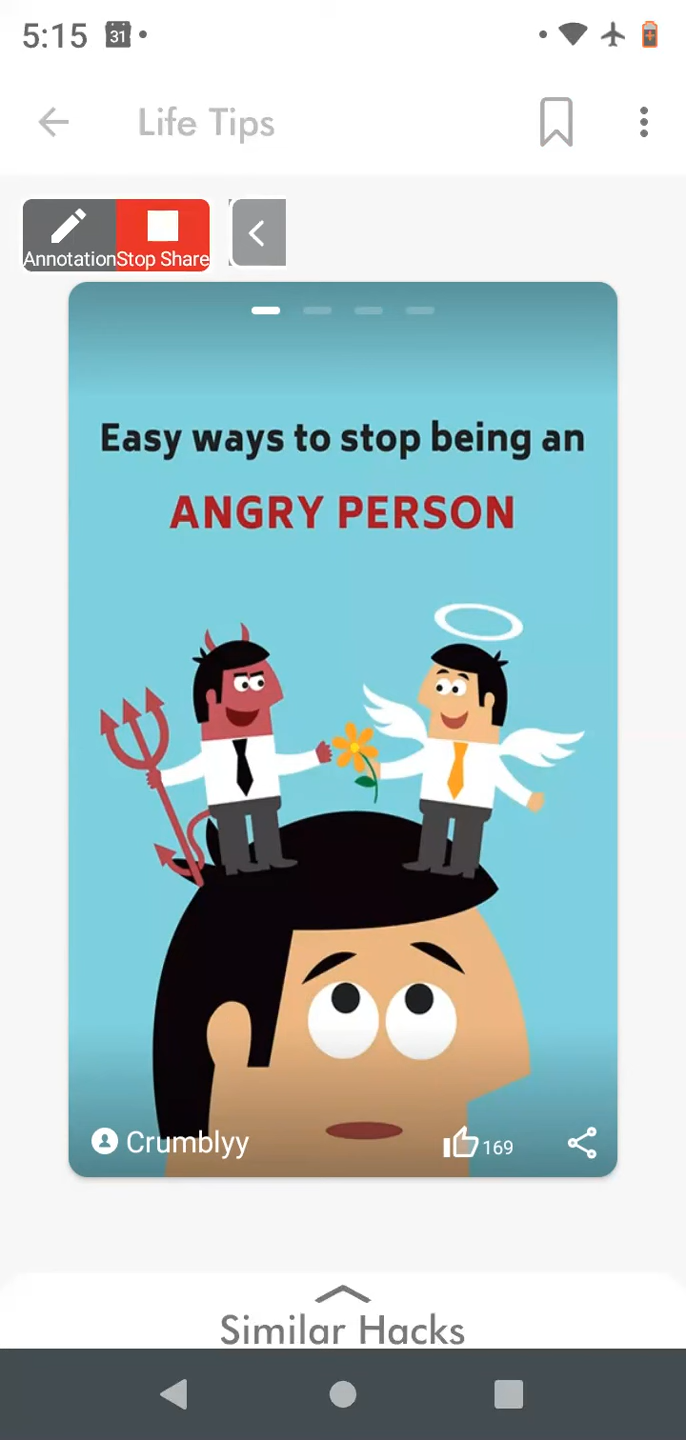 5:15 31
Life Tips
Annotation Stop Share
Easy ways to stop being an
ANGRY PERSON
Crumblyy 169
Similar Hacks